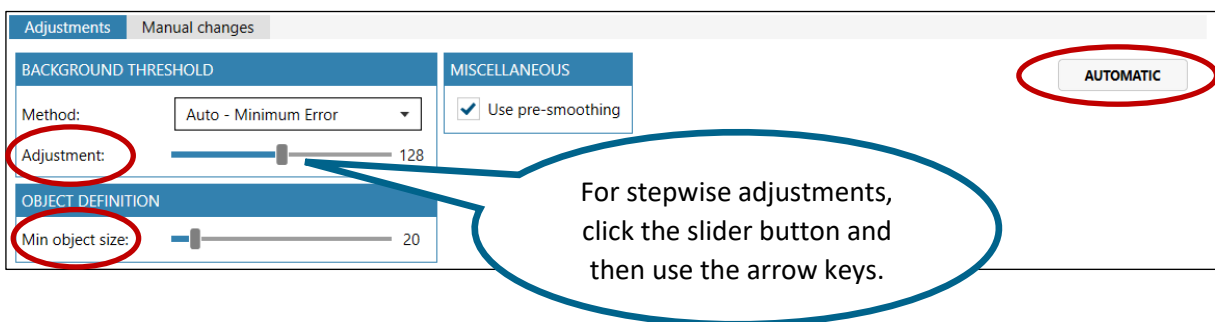 Adjustments Manual changes
BACKGROUND THRESHOLD
Method: Auto - Minimum Error
Adjustment: 128
OBJECT DEFINITION
Min object size: 20
MISCELLANEOUS
Use pre-smoothing
AUTOMATIC
For stepwise adjustments,
click the slider button and
then use the arrow keys.